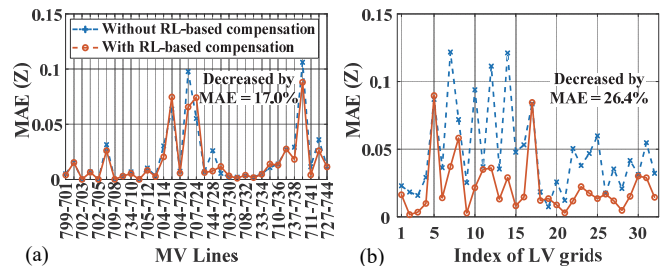 (a)
MAE (Z)
0.15
0.1
0.05
0
Without RL-based compensation
With RL-based compensation
Decreased by
MAE = 17.0%
799-701
702-703
702-705
709-708
734-710
705-712
704-714
704-720
707-724
744-728
703-730
708-732
733-734
710-736
737-738
711-741
727-744
MV Lines
(b)
MAE (Z)
0.15
0.1
0.05
0
Decreased by
MAE = 26.4%
1
5
10
15
20
25
30
Index of LV grids